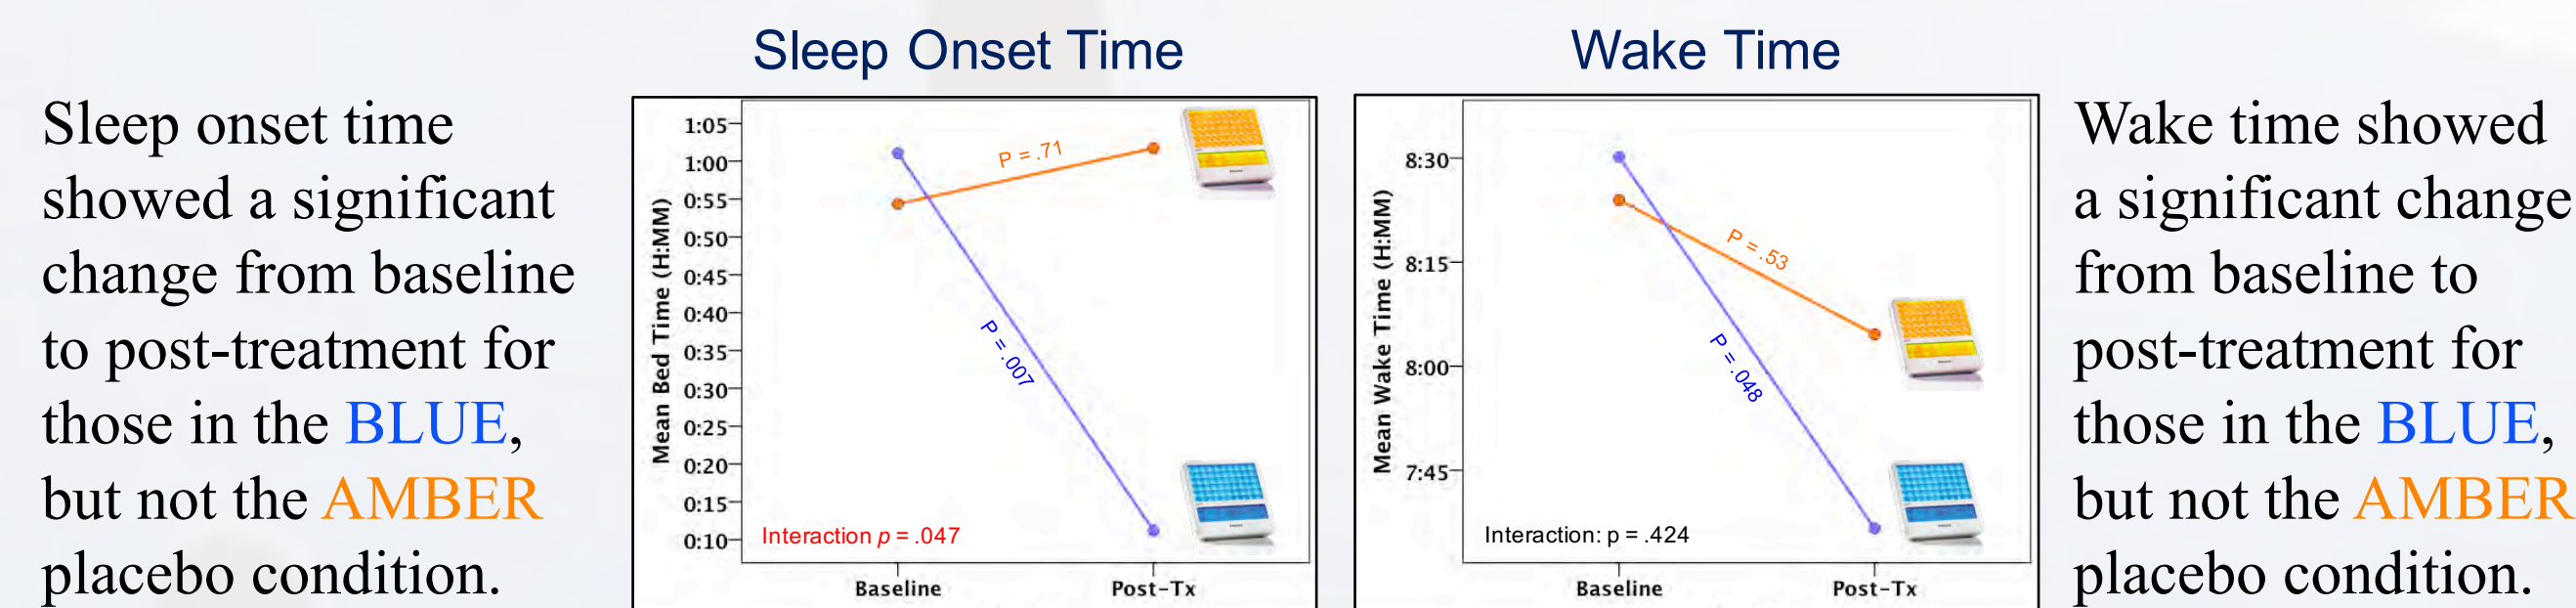 Sleep onset time
showed a significant
change from baseline
to post-treatment for
those in the BLUE,
but not the AMBER
placebo condition.
Sleep Onset Time
Mean Bed Time (H:MM)
1:05
1:00
0:55
0:50
0:45
0:40
0:35
0:30
0:25
0:20
0:15
0:10
P = .71
P = .007
Interaction p = .047
Baseline Post-Tx
Wake Time
Mean Wake Time (H:MM)
8:30
8:15
8:00
7:45
P = .53
P = .048
Interaction: p = .424
Baseline Post-Tx
Wake time showed
a significant change
from baseline to
post-treatment for
those in the BLUE,
but not the AMBER
placebo condition.